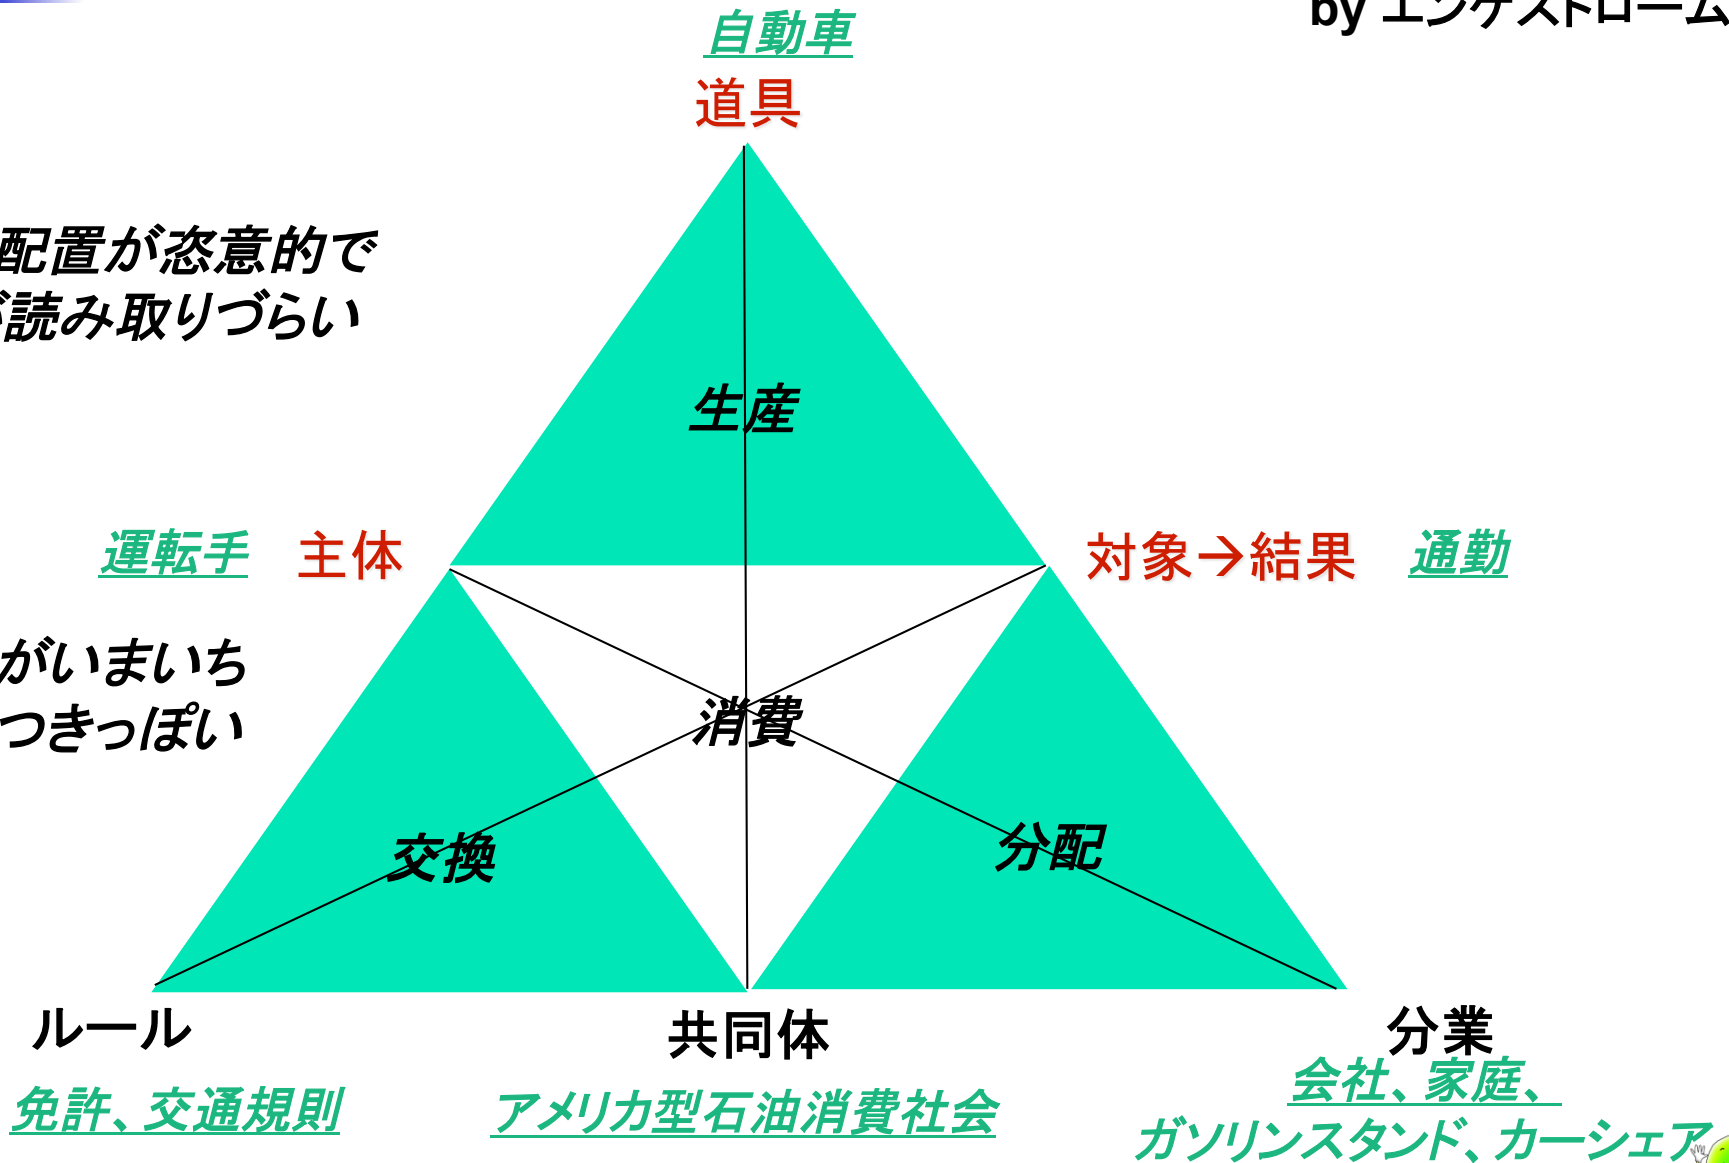 by エンゲストローム
自動車
道具
配置が恣意的で
が読み取りづらい
生産
運転手 主体 対象→結果 通勤
がいまいち
つきっぽい
消費
交換 分配
ルール 共同体 分業
免許、交通規則 アメリカ型石油消費社会 会社、家庭、
ガソリンスタンド、カーシェア